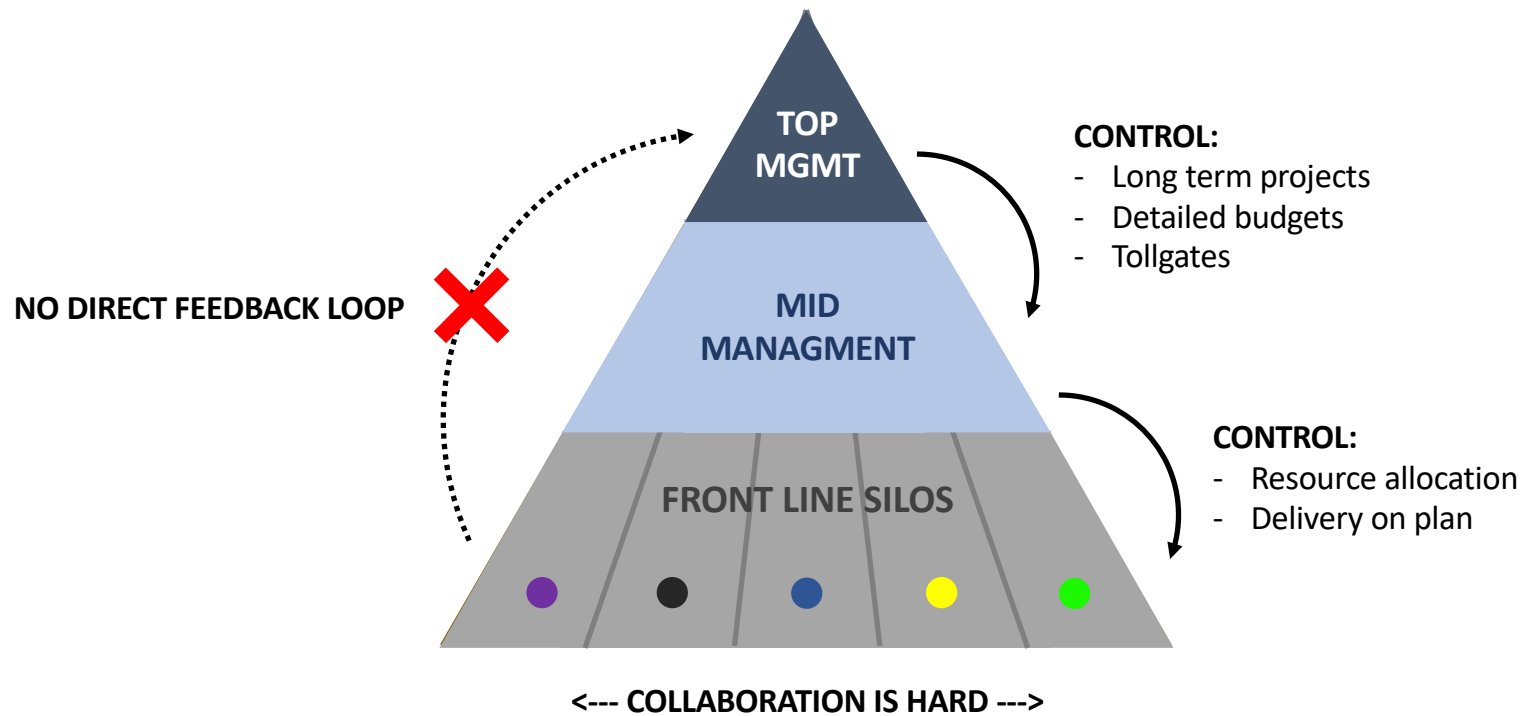 TOP
MGMT
CONTROL:
- Long term projects
- Detailed budgets
- Tollgates
NO DIRECT FEEDBACK LOOP
MID
MANAGMENT
CONTROL:
- Resource allocation
- Delivery on plan
FRONT LINE SILOS
<--- COLLABORATION IS HARD --->